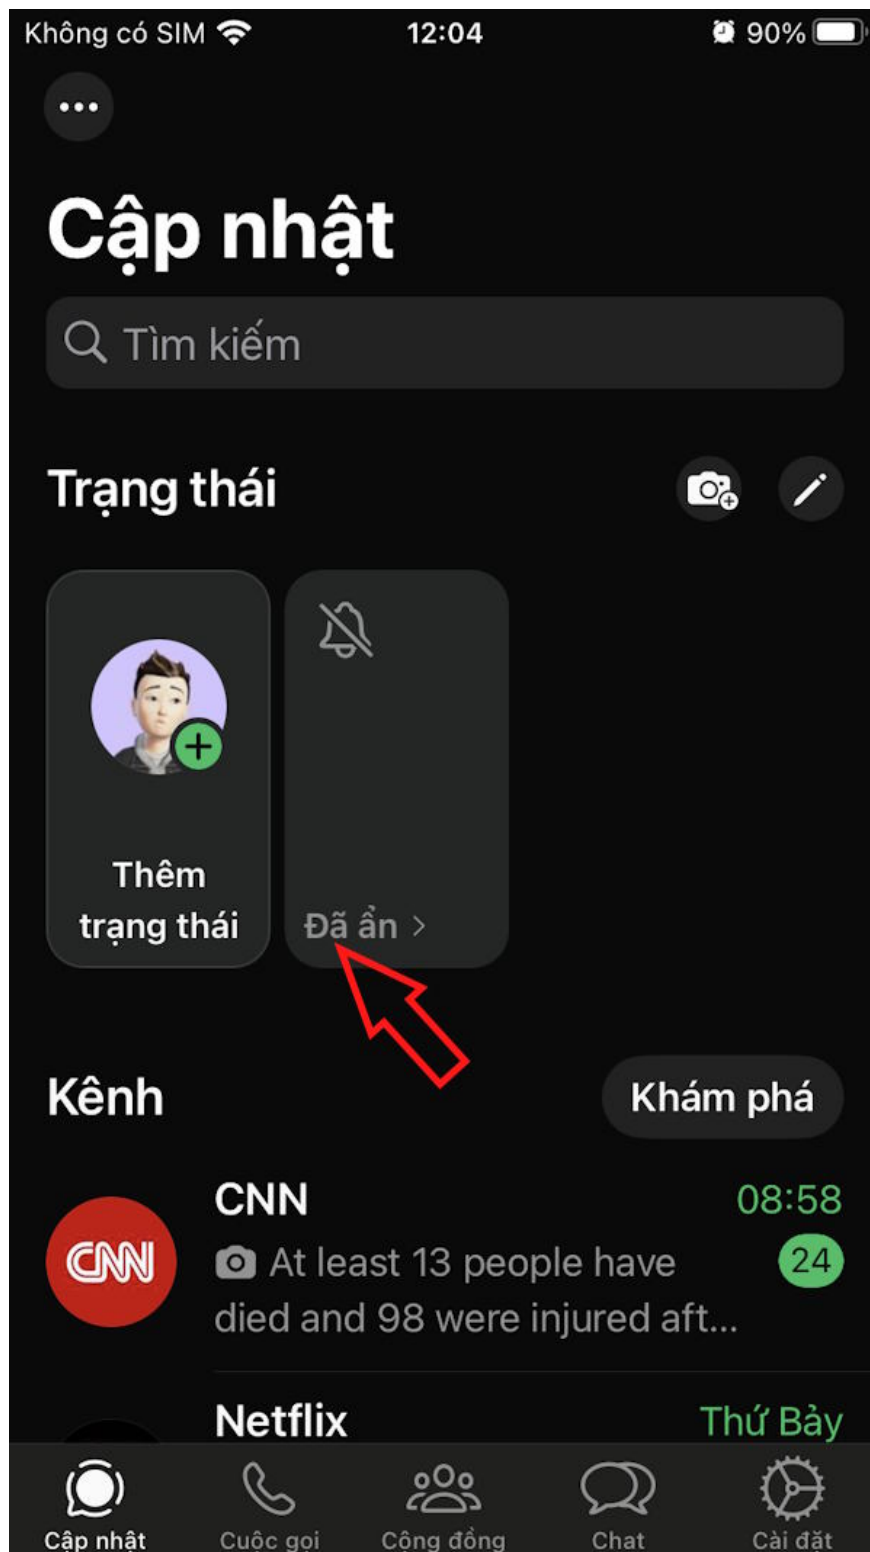 Không có SIM 12:04 90%
Cập nhật
Tìm kiếm
Trạng thái
Thêm
trạng thái
Đã ẩn >
Kênh Khám phá
CNN 08:58
CNN At least 13 people have 24
died and 98 were injured aft...
Netflix Thứ Bảy
Cập nhật Cuộc gọi Cộng đồng Chat Cài đặt